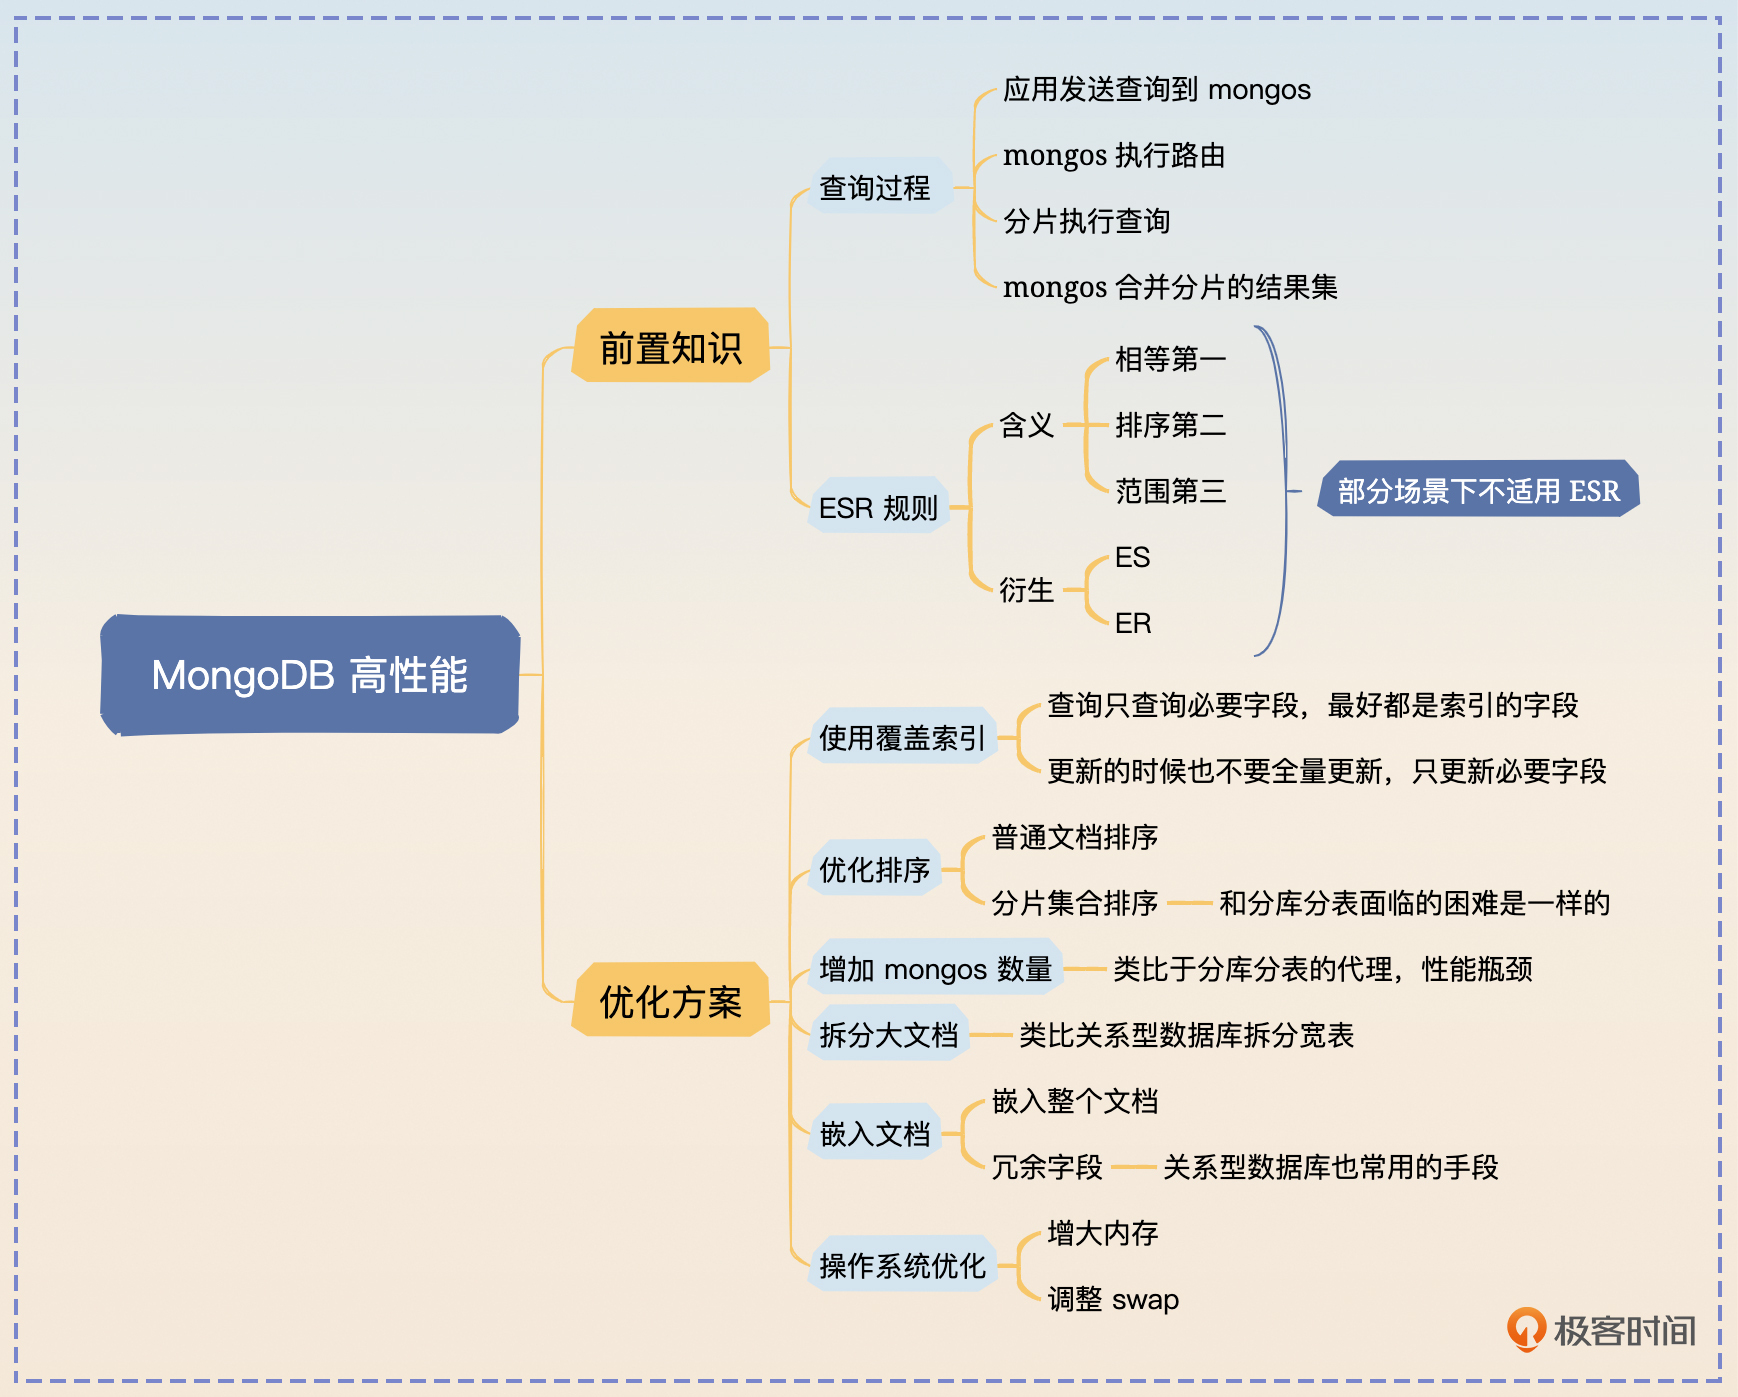 MongoDB 高性能
前置知识
查询过程
应用发送查询到 mongos
mongos 执行路由
分片执行查询
mongos 合并分片的结果集
ESR 规则
含义
相等第一
排序第二
范围第三
衍生
ES
ER
部分场景下不适用 ESR
优化方案
使用覆盖索引
查询只查询必要字段，最好都是索引的字段
更新的时候也不要全量更新，只更新必要字段
优化排序
普通文档排序
分片集合排序
和分库分表面临的困难是一样的
增加 mongos 数量
类比于分库分表的代理，性能瓶颈
拆分大文档
类比关系型数据库拆分宽表
嵌入文档
嵌入整个文档
冗余字段
关系型数据库也常用的手段
操作系统优化
增大内存
调整 swap
极客时间